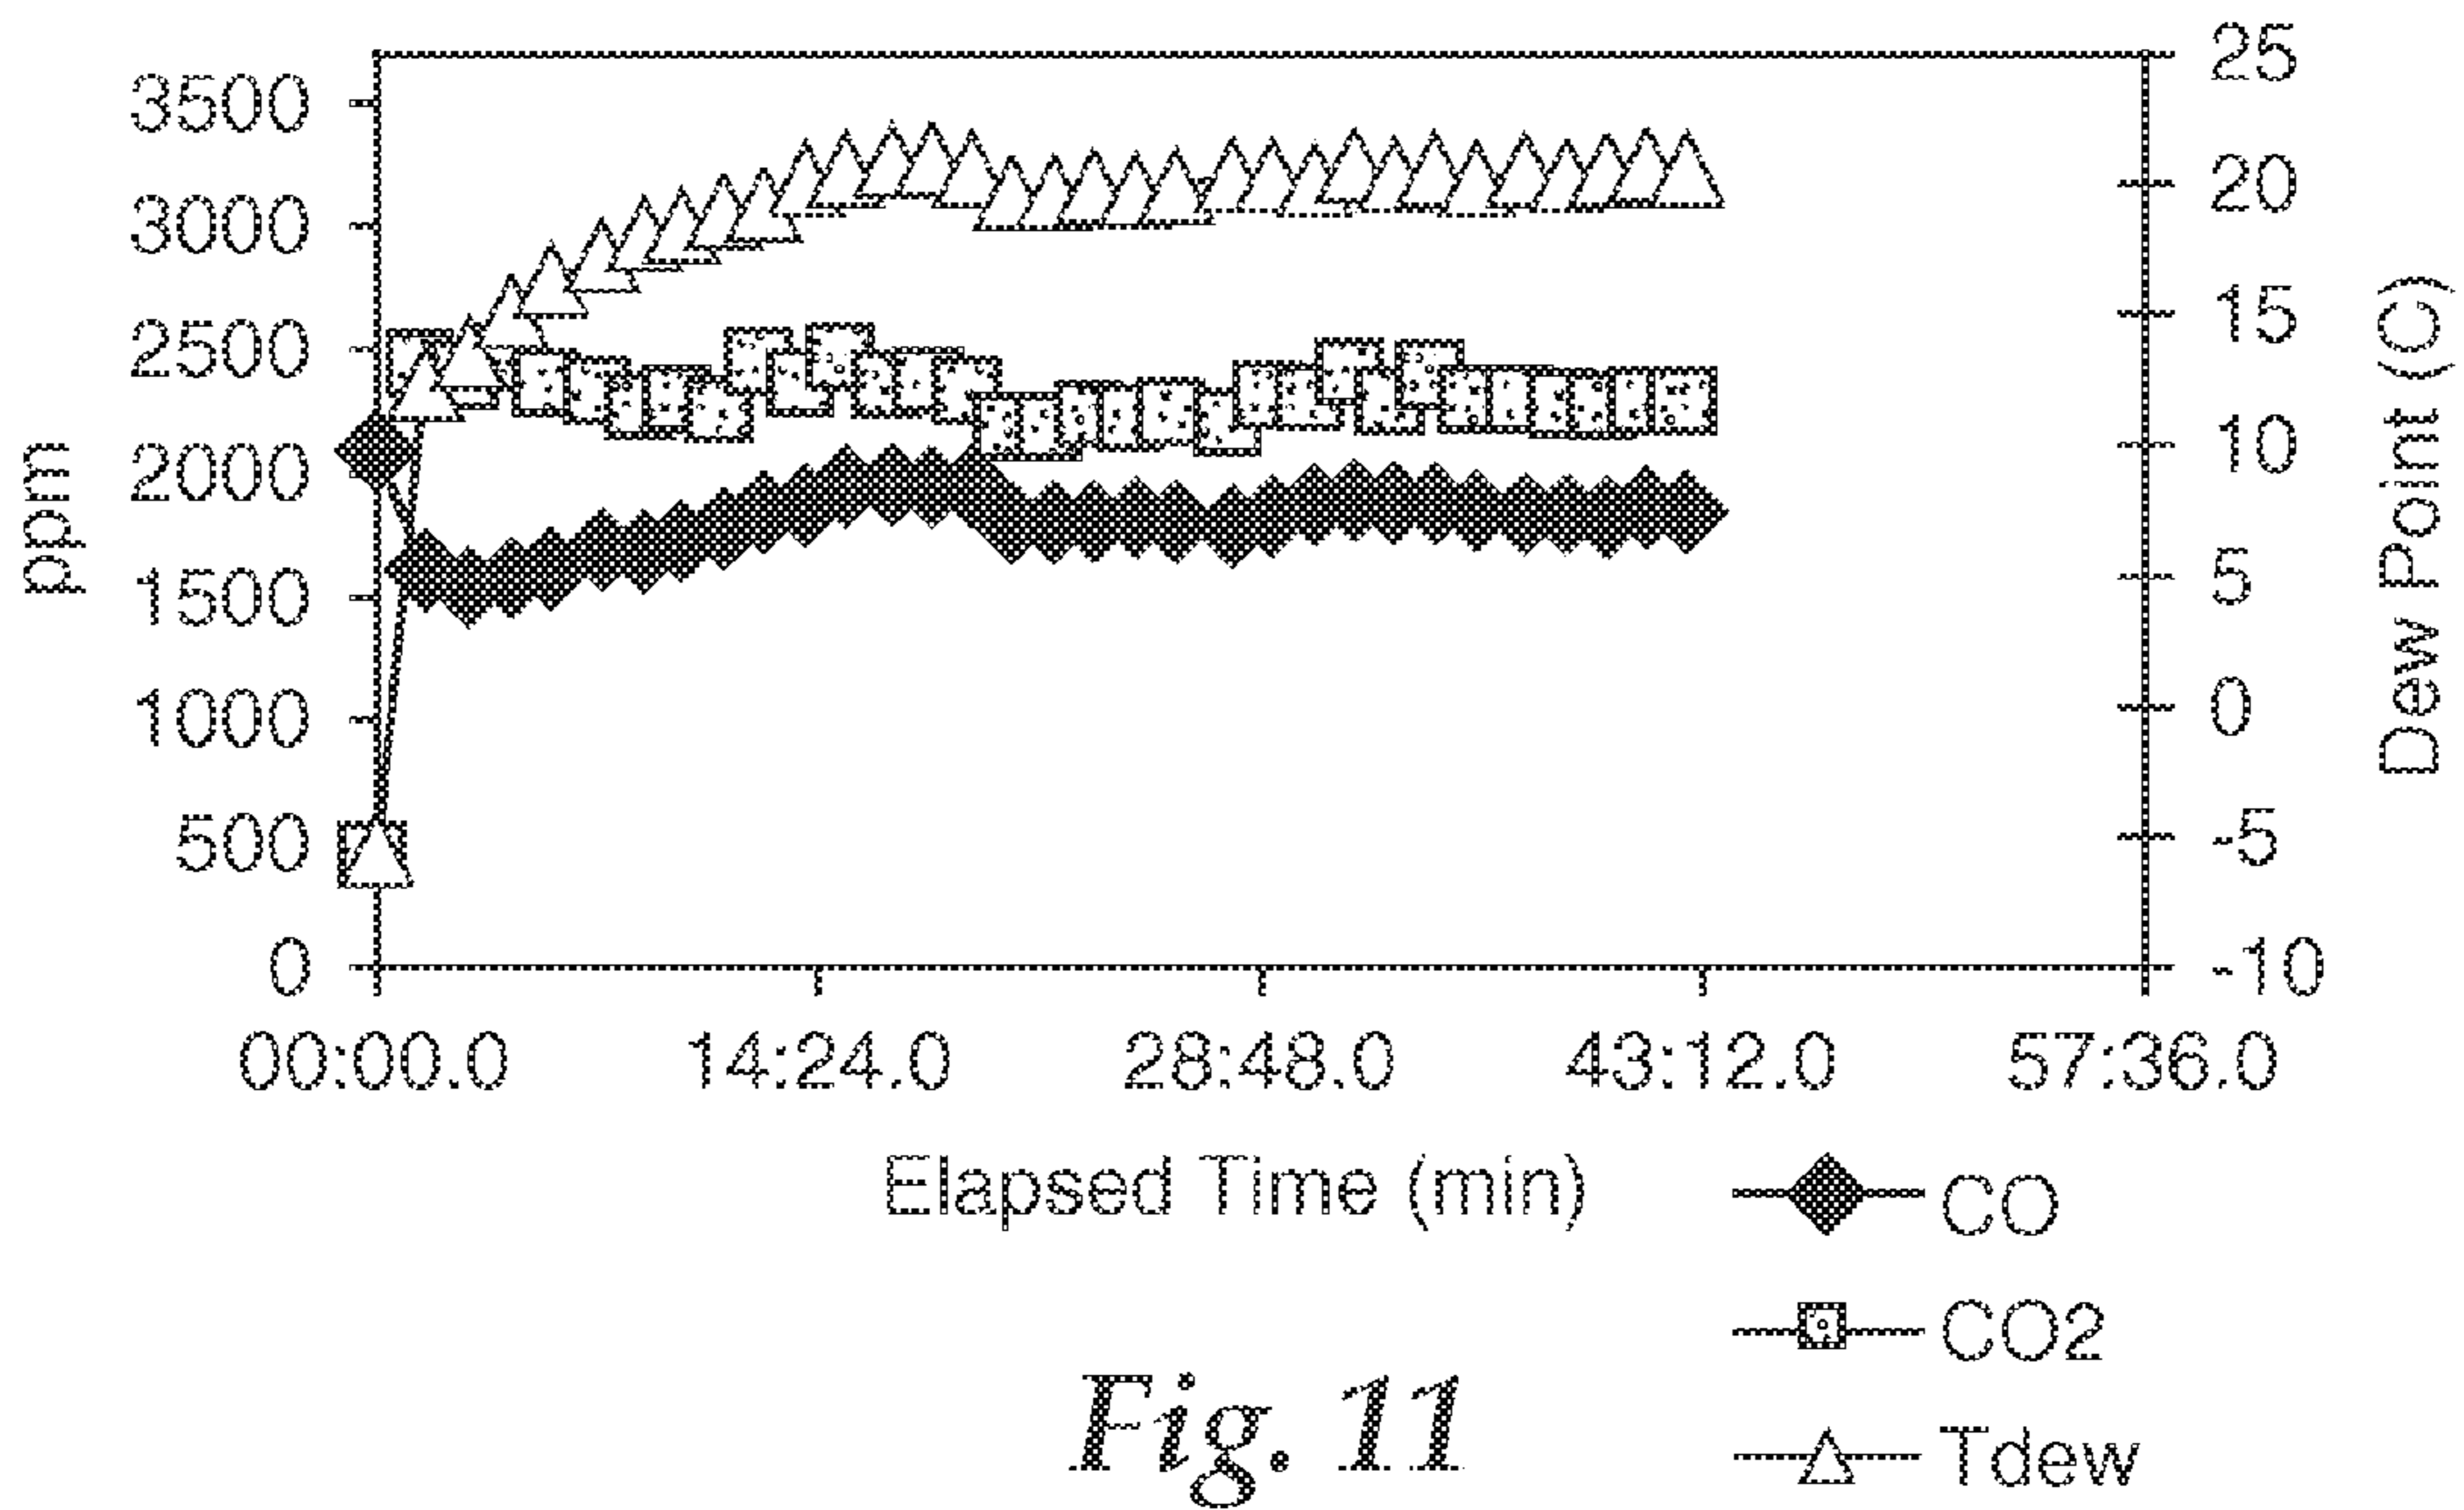 25
3500
20
3000
15
2500
10
2000
ppm
Dew Point (C)
5
1500
0
1000
-5
500
0
-10
00:00.0 14:24.0 28:48.0 43:12.0 57:36.0
Elapsed Time (min)
CO
CO2
Tdew
Fig. 11